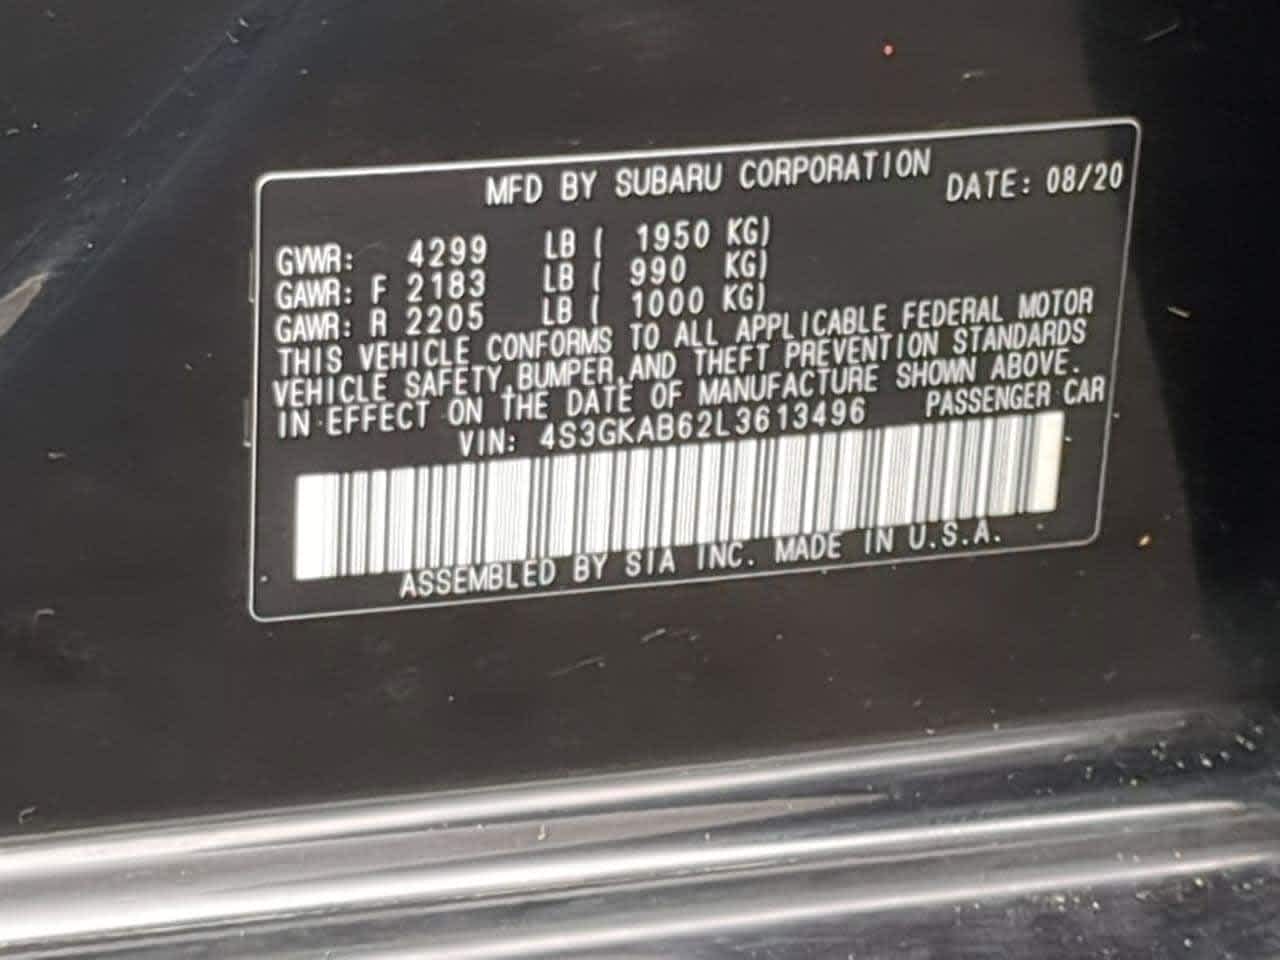 MFD BY SUBARU CORPORATION DATE: 08/20
GVWR: 4299 LB ( 1950 KG)
GAWR: F 2183 LB ( 990 KG)
GAWR: R 2205 LB ( 1000 KG)
THIS VEHICLE CONFORMS TO ALL APPLICABLE FEDERAL MOTOR
VEHICLE SAFETY, BUMPER, AND THEFT PREVENTION STANDARDS
IN EFFECT ON THE DATE OF MANUFACTURE SHOWN ABOVE.
VIN: 4S3GKAB62L3613496 PASSENGER CAR
ASSEMBLED BY SIA INC. MADE IN U.S.A.